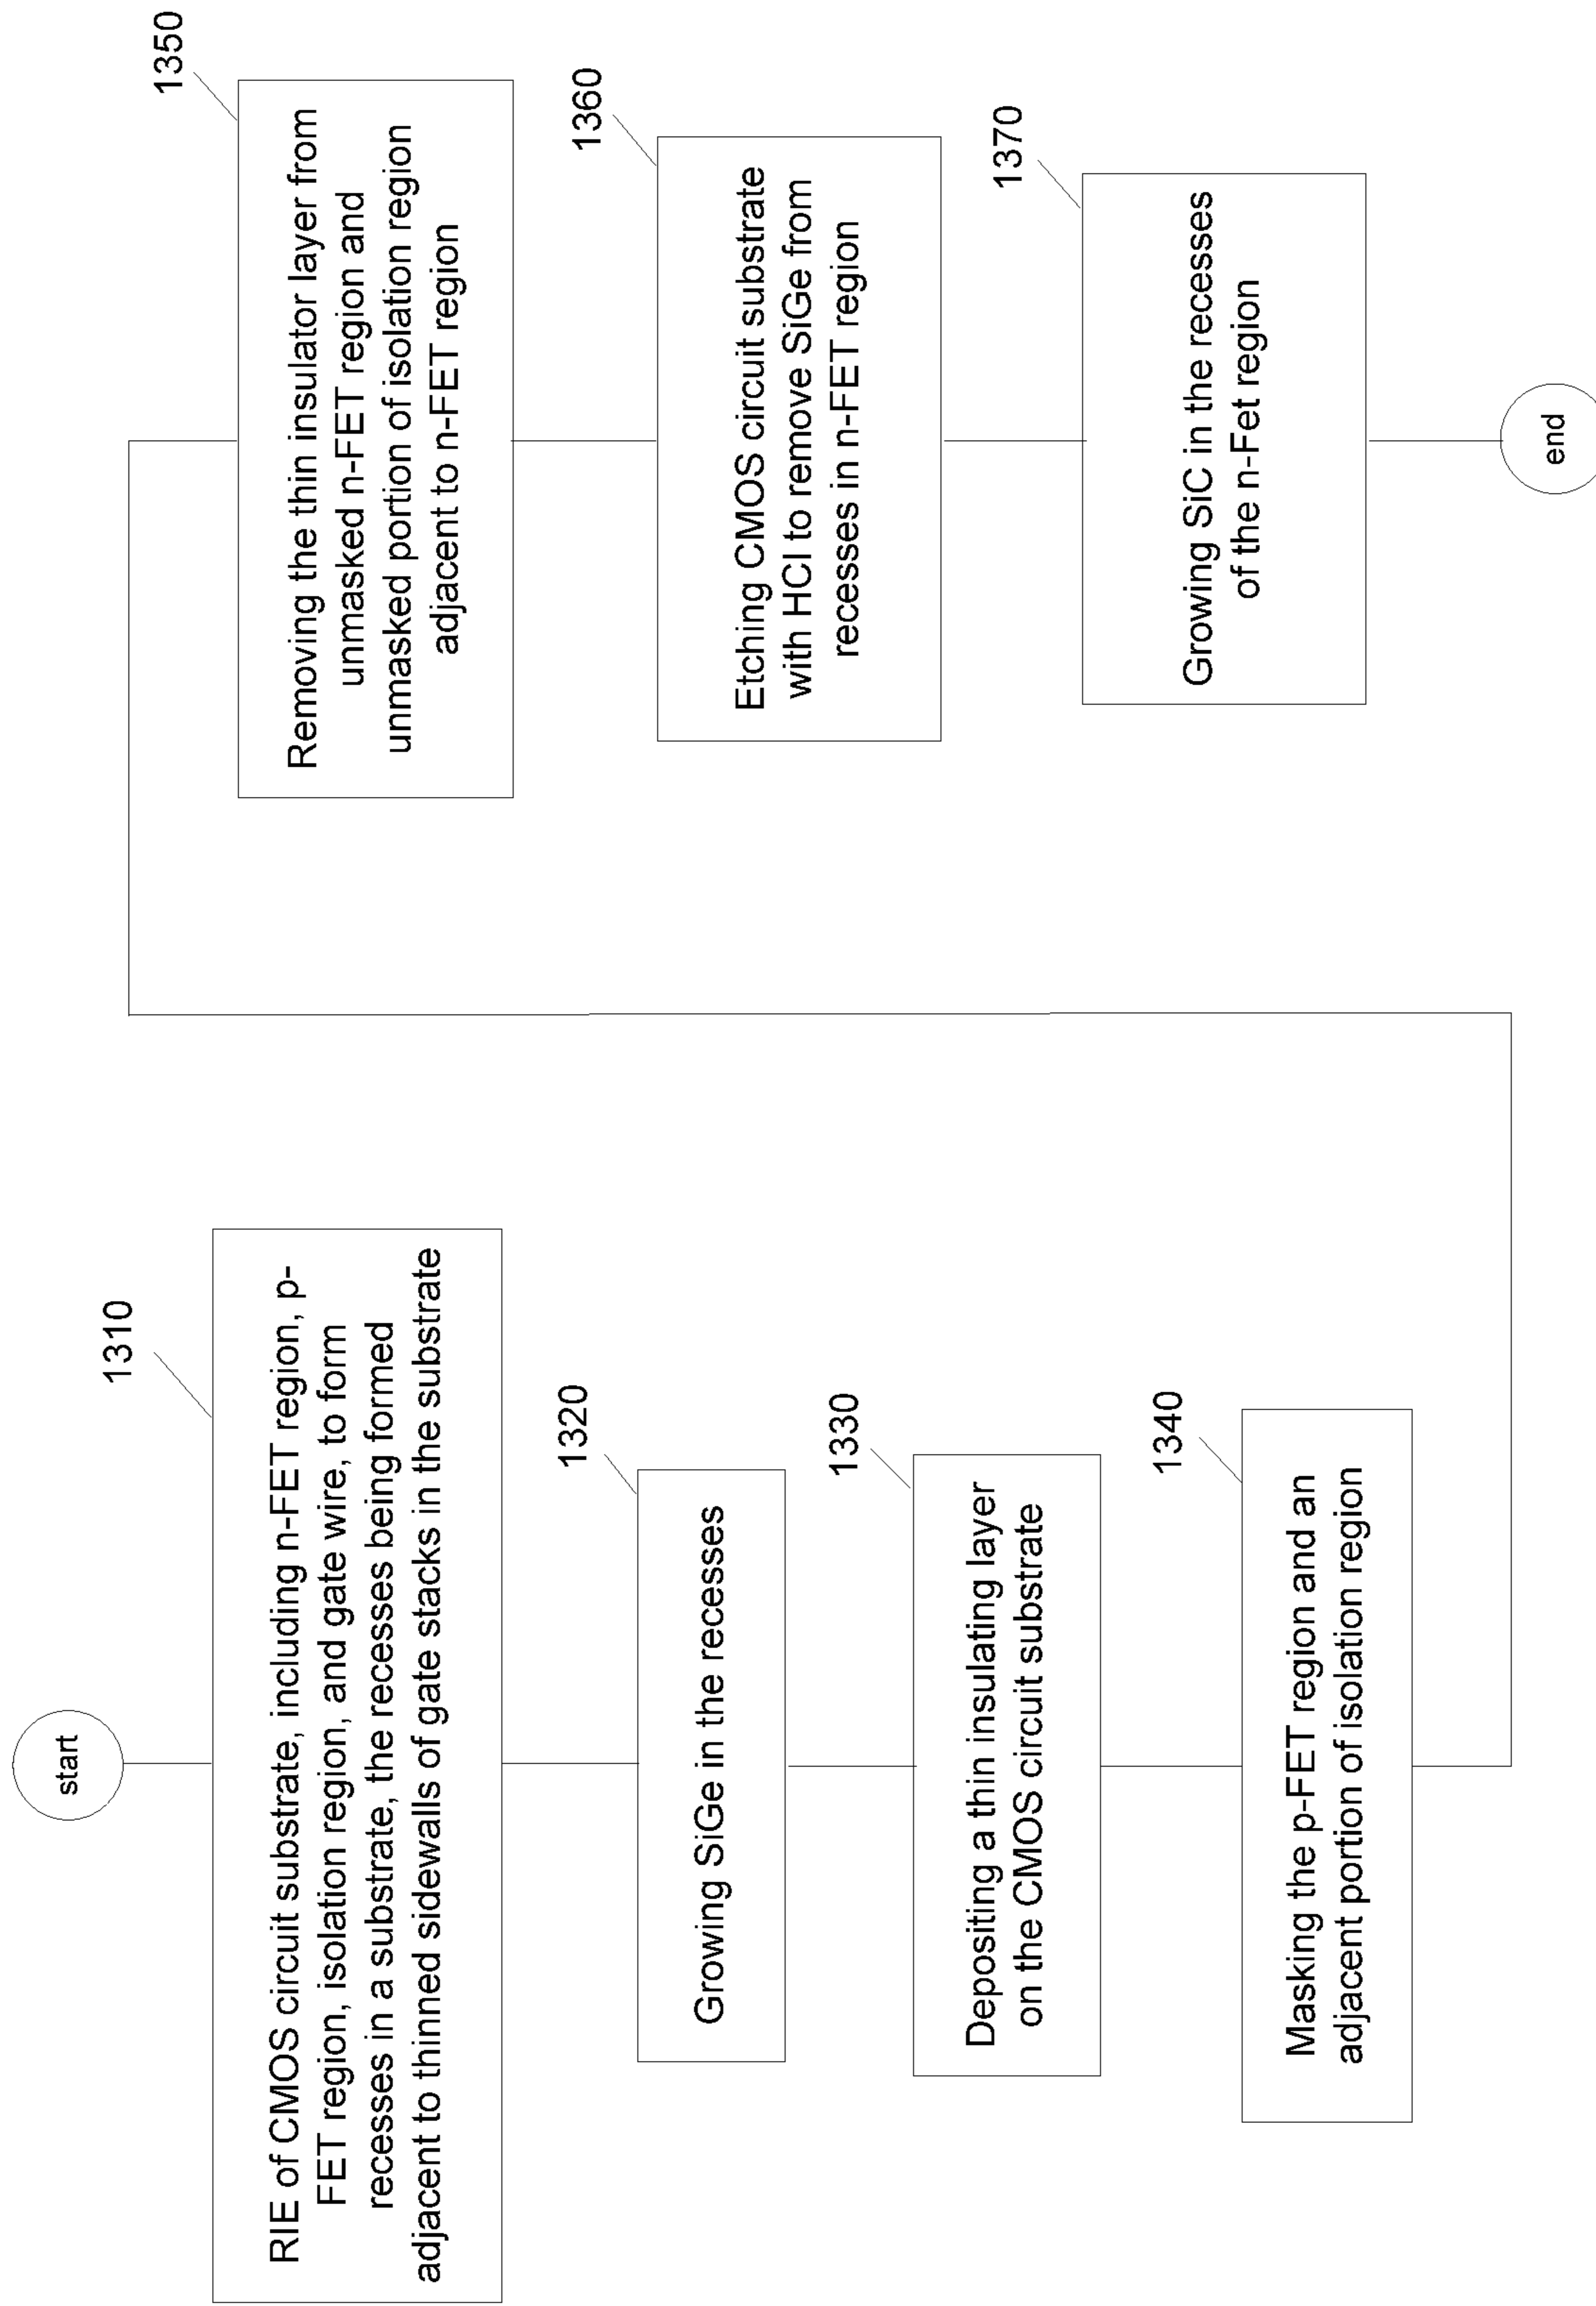 start
1310
RIE of CMOS circuit substrate, including n-FET region, p-
FET region, isolation region, and gate wire, to form
recesses in a substrate, the recesses being formed
adjacent to thinned sidewalls of gate stacks in the substrate
1320
Growing SiGe in the recesses
1330
Depositing a thin insulating layer
on the CMOS circuit substrate
1340
Masking the p-FET region and an
adjacent portion of isolation region
1350
Removing the thin insulator layer from
unmasked n-FET region and
unmasked portion of isolation region
adjacent to n-FET region
1360
Etching CMOS circuit substrate
with HCl to remove SiGe from
recesses in n-FET region
1370
Growing SiC in the recesses
of the n-Fet region
end